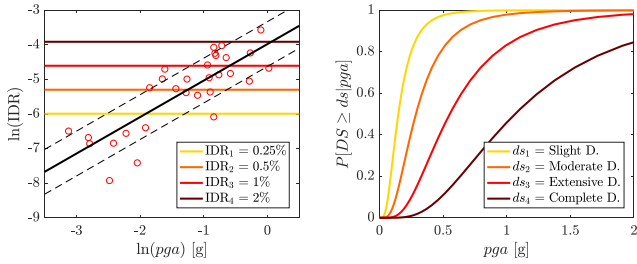 -3
-4
-5
-6
-7
-8
-9
ln(IDR)
-3
-2
-1
0
ln(pga) [g]
IDR₁ = 0.25%
IDR₂ = 0.5%
IDR₃ = 1%
IDR₄ = 2%
1
0.8
0.6
0.4
0.2
0
P[DS ≥ ds|pga]
0
0.5
1
1.5
2
pga [g]
ds₁ = Slight D.
ds₂ = Moderate D.
ds₃ = Extensive D.
ds₄ = Complete D.